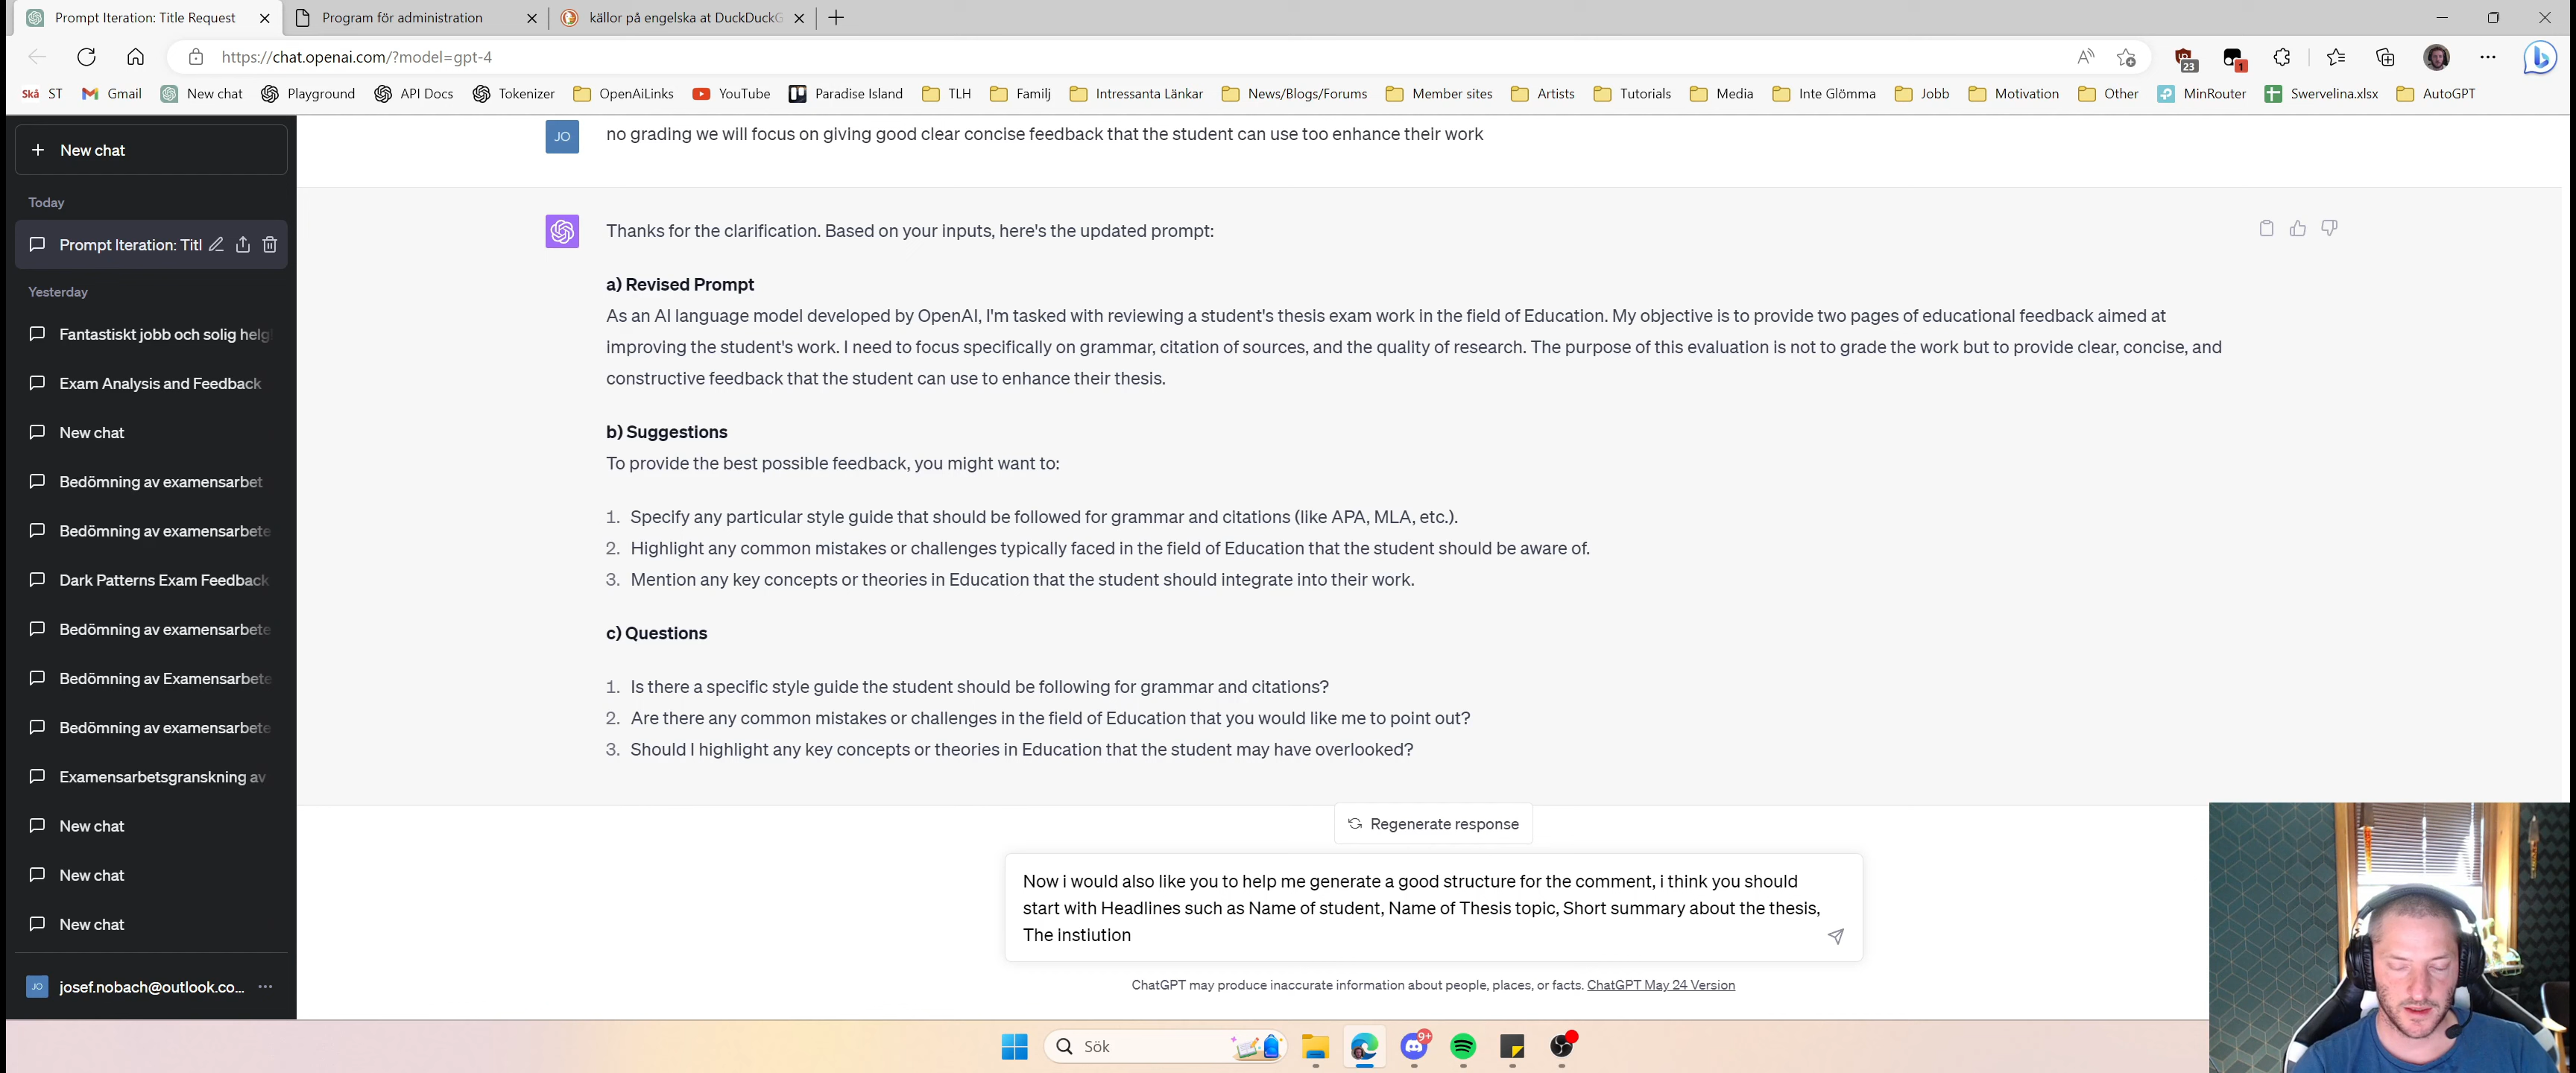 Prompt Iteration: Title Request
Program för administration
källor på engelska at DuckDuckG
https://chat.openai.com/?model=gpt-4
23
1
Skå ST Gmail New chat Playground API Docs Tokenizer OpenAiLinks YouTube Paradise Island TLH Familj Intressanta Länkar News/Blogs/Forums Member sites Artists Tutorials Media Inte Glömma Jobb Motivation Other MinRouter Swervelina.xlsx AutoGPT
New chat
Today
Prompt Iteration: Titl
Yesterday
Fantastiskt jobb och solig helg
Exam Analysis and Feedback
New chat
Bedömning av examensarbet
Bedömning av examensarbete
Dark Patterns Exam Feedback
Bedömning av examensarbete
Bedömning av Examensarbete
Bedömning av examensarbete
Examensarbetsgranskning av
New chat
New chat
New chat
JO josef.nobach@outlook.co...
JO no grading we will focus on giving good clear concise feedback that the student can use too enhance their work
Thanks for the clarification. Based on your inputs, here's the updated prompt:
a) Revised Prompt
As an AI language model developed by OpenAI, I'm tasked with reviewing a student's thesis exam work in the field of Education. My objective is to provide two pages of educational feedback aimed at
improving the student's work. I need to focus specifically on grammar, citation of sources, and the quality of research. The purpose of this evaluation is not to grade the work but to provide clear, concise, and
constructive feedback that the student can use to enhance their thesis.
b) Suggestions
To provide the best possible feedback, you might want to:
1. Specify any particular style guide that should be followed for grammar and citations (like APA, MLA, etc.).
2. Highlight any common mistakes or challenges typically faced in the field of Education that the student should be aware of.
3. Mention any key concepts or theories in Education that the student should integrate into their work.
c) Questions
1. Is there a specific style guide the student should be following for grammar and citations?
2. Are there any common mistakes or challenges in the field of Education that you would like me to point out?
3. Should I highlight any key concepts or theories in Education that the student may have overlooked?
Regenerate response
Now i would also like you to help me generate a good structure for the comment, i think you should
start with Headlines such as Name of student, Name of Thesis topic, Short summary about the thesis,
The instiution
ChatGPT may produce inaccurate information about people, places, or facts. ChatGPT May 24 Version
Sök
9+